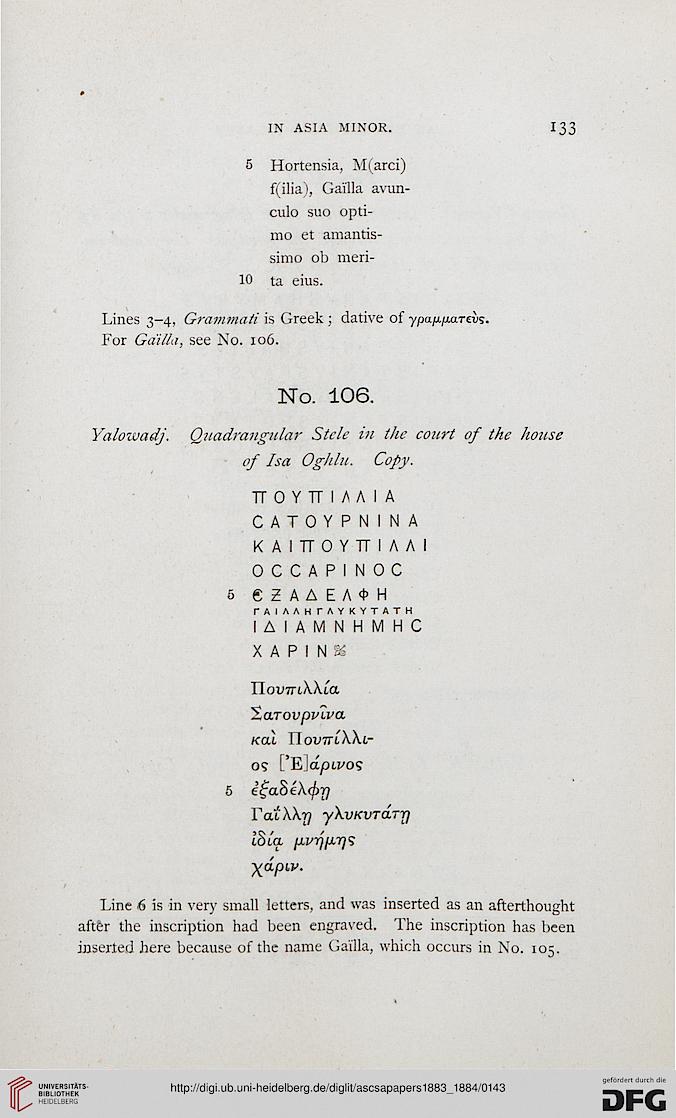 IN ASIA MINOR. 133
5 Hortensia, M(arci)
f(ilia), Gaïlla avun-
culo suo opti-
mo et amantis-
simo ob meri-
10 ta eius.
Lines 3–4, Grammati is Greek; dative of γραμματεύς.
For Gaïlla, see No. 106.
No. 106.
Yalowadj. Quadrangular Stele in the court of the house
of Isa Oghlu. Copy.
ΠΟΥΠΙΛΛΙΑ
CΑΤΟΥΡΝΙΝΑ
ΚΑΙΠΟΥΠΙΛΛΙ
ΟCCΑΡΙΝΟC
5 ЄΞΑΔΕΛΦΗ
ΓΑΙΛΛΗΓΛΥΚΥΤΑΤΗ
ΙΔΙΑΜΝΗΜΗC
ΧΑΡΙΝ
Πουπιλλία
Σατουρνῖνα
καὶ Πουπίλλι-
ος [Ἐ]άρινος
5 ἐξαδέλφῃ
Γαΐλλῃ γλυκυτάτῃ
ἰδίᾳ μνήμης
χάριν.
Line 6 is in very small letters, and was inserted as an afterthought
after the inscription had been engraved. The inscription has been
inserted here because of the name Gaïlla, which occurs in No. 105.
UNIVERSITÄTS-
BIBLIOTHEK
HEIDELBERG
http://digi.ub.uni-heidelberg.de/diglit/ascsapapers1883_1884/0143
gefördert durch die
DFG